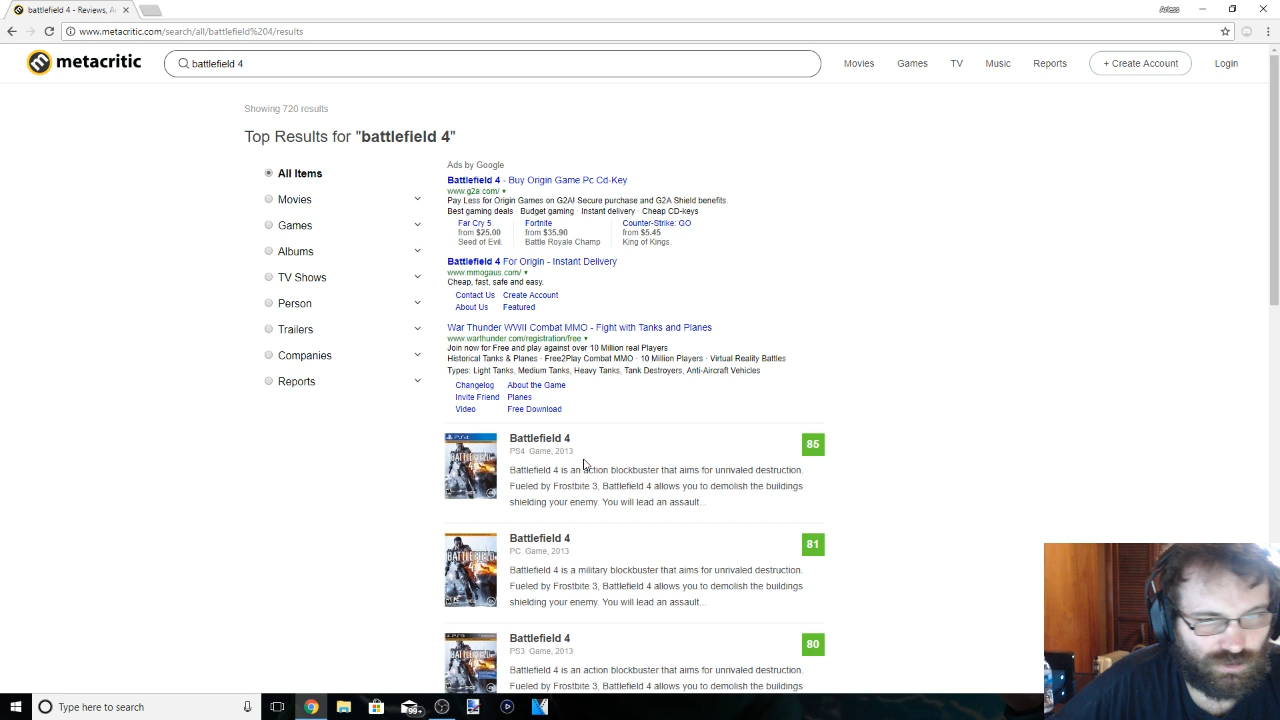 battlefield 4 - Reviews, A
www.metacritic.com/search/all/battlefield%204/results
metacritic
battlefield 4
Movies
Games
TV
Music
Reports
+ Create Account
Login
Showing 720 results
Top Results for "battlefield 4"
All Items
Movies
Games
Albums
TV Shows
Person
Trailers
Companies
Reports
Ads by Google
Battlefield 4 - Buy Origin Game Pc Cd-Key
www.g2a.com/
Pay Less for Origin Games on G2A! Secure purchase and G2A Shield benefits.
Best gaming deals · Budget gaming · Instant delivery · Cheap CD-keys
Far Cry 5
from $25.00
Seed of Evil.
Fortnite
from $35.90
Battle Royale Champ
Counter-Strike: GO
from $5.45
King of Kings.
Battlefield 4 For Origin - Instant Delivery
www.mmogaus.com/
Cheap, fast, safe and easy.
Contact Us Create Account
About Us Featured
War Thunder WWII Combat MMO - Fight with Tanks and Planes
www.warthunder.com/registration/free
Join now for Free and play against over 10 Million real Players
Historical Tanks & Planes · Free2Play Combat MMO · 10 Million Players · Virtual Reality Battles
Types: Light Tanks, Medium Tanks, Heavy Tanks, Tank Destroyers, Anti-Aircraft Vehicles
Changelog About the Game
Invite Friend Planes
Video Free Download
PS4
BATTLEFIELD
4
Battlefield 4
85
PS4 Game, 2013
Battlefield 4 is an action blockbuster that aims for unrivaled destruction.
Fueled by Frostbite 3, Battlefield 4 allows you to demolish the buildings
shielding your enemy. You will lead an assault...
BATTLEFIELD
4
Battlefield 4
81
PC Game, 2013
Battlefield 4 is a military blockbuster that aims for unrivaled destruction.
Fueled by Frostbite 3, Battlefield 4 allows you to demolish the buildings
shielding your enemy. You will lead an assault...
BATTLEFIELD
4
Battlefield 4
80
PS3 Game, 2013
Battlefield 4 is an action blockbuster that aims for unrivaled destruction.
Fueled by Frostbite 3, Battlefield 4 allows you to demolish the buildings
Type here to search
99+